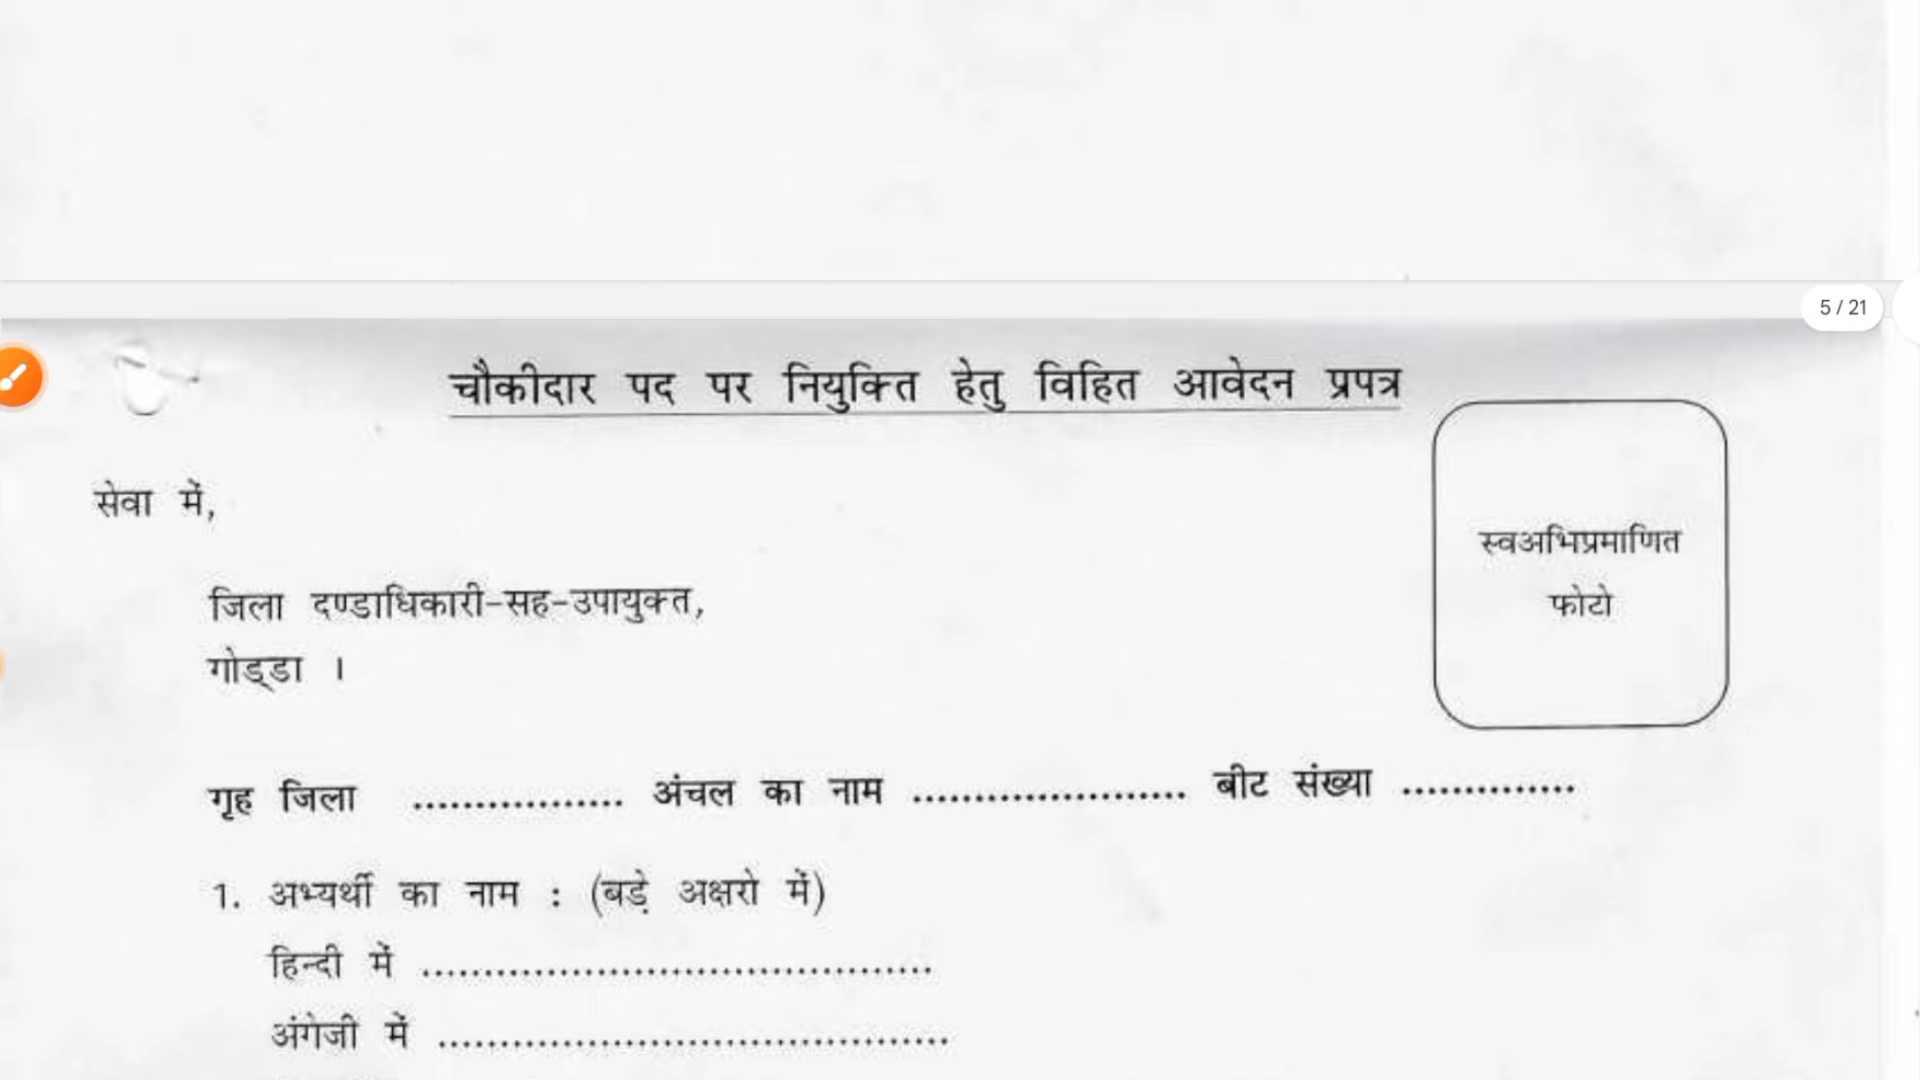 5 / 21
चौकीदार पद पर नियुक्ति हेतु विहित आवेदन प्रपत्र
सेवा में,
स्वअभिप्रमाणित
फोटो
जिला दण्डाधिकारी-सह-उपायुक्त,
गोड्डा ।
गृह जिला ................. अंचल का नाम ...................... बीट संख्या ..............
1. अभ्यर्थी का नाम : (बड़े अक्षरो में)
हिन्दी में .........................................
अंगेजी में .........................................